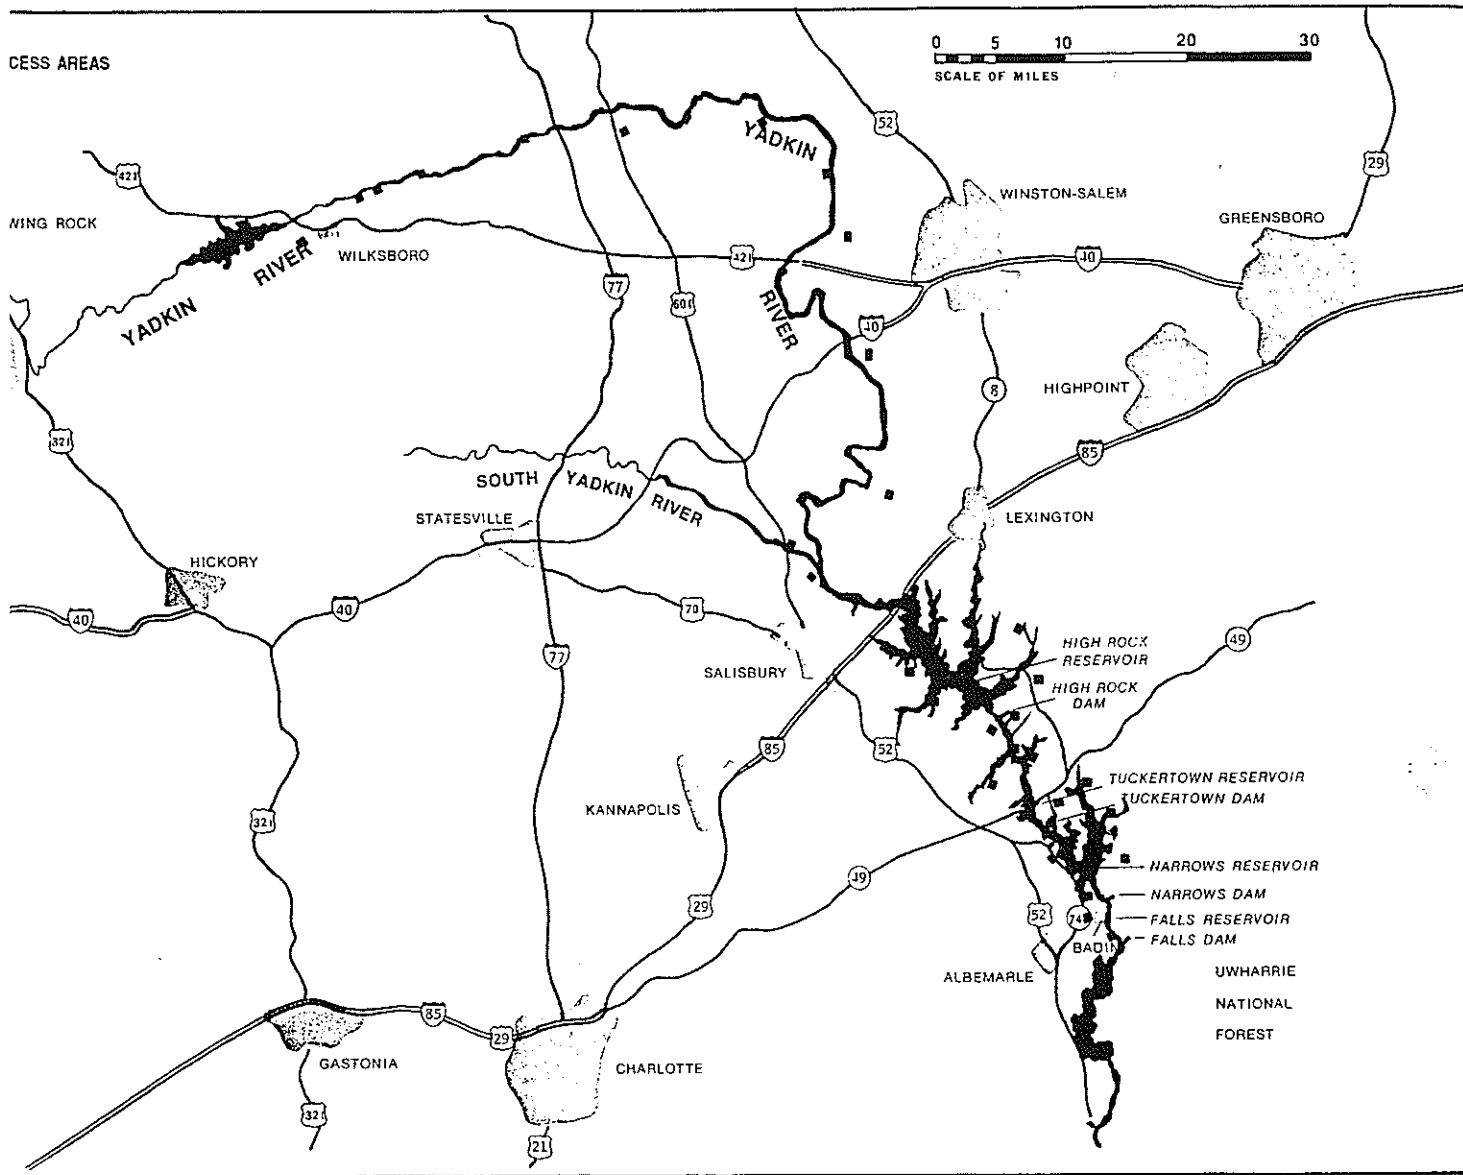 0 5 10 20 30
SCALE OF MILES
CESS AREAS
YADKIN
52
29
421
WINSTON-SALEM
GREENSBORO
WING ROCK
WILKSBORO
RIVER
YADKIN
421
40
77
601
RIVER
40
8
HIGHPOINT
321
85
SOUTH YADKIN RIVER
STATESVILLE
LEXINGTON
HICKORY
40
40
70
49
77
SALISBURY
HIGH ROCK
RESERVOIR
HIGH ROCK
DAM
85
52
TUCKERTOWN RESERVOIR
TUCKERTOWN DAM
KANNAPOLIS
321
NARROWS RESERVOIR
49
29
NARROWS DAM
52
74
FALLS RESERVOIR
BADIN
FALLS DAM
ALBEMARLE
UWHARRIE
NATIONAL
FOREST
85
29
GASTONIA
CHARLOTTE
321
21